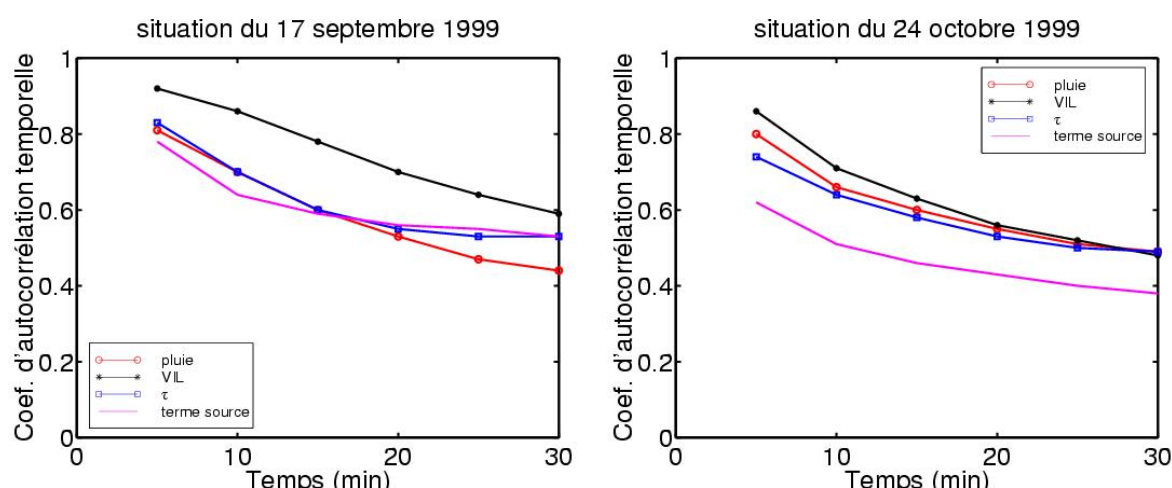 situation du 17 septembre 1999
Coef. d'autocorrélation temporelle
1
0.8
0.6
0.4
0.2
0
pluie
VIL
τ
terme source
0
10
20
30
Temps (min)
situation du 24 octobre 1999
Coef. d'autocorrélation temporelle
1
0.8
0.6
0.4
0.2
0
pluie
VIL
τ
terme source
0
10
20
30
Temps (min)